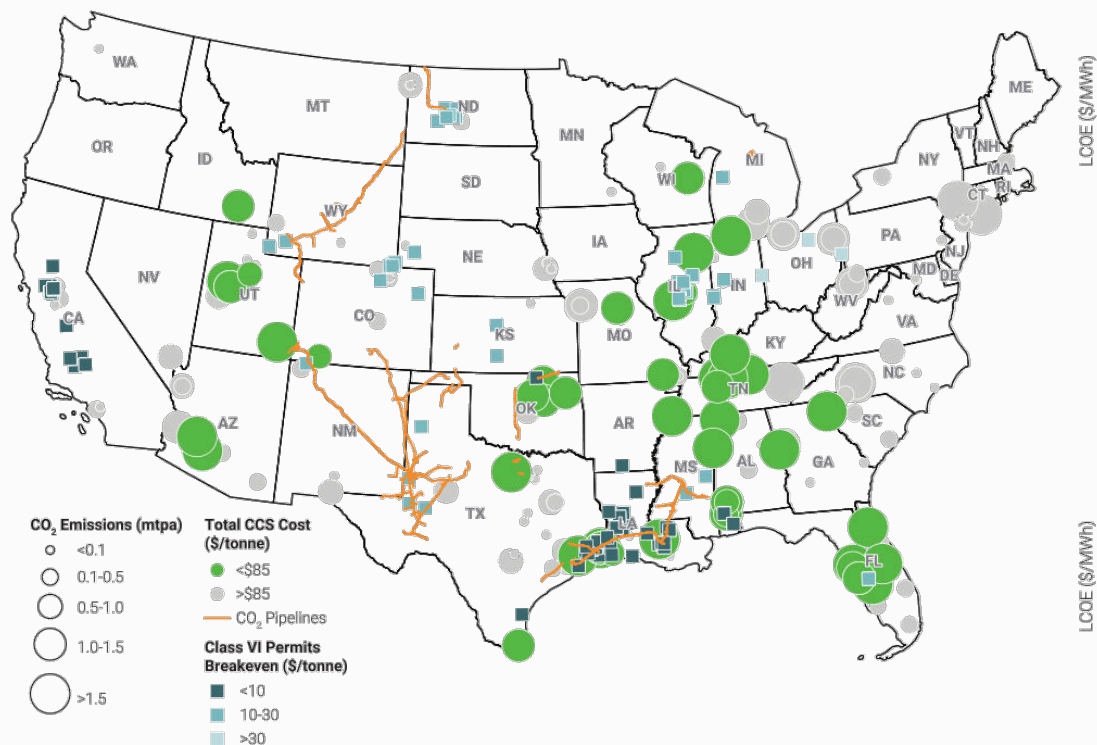 WA
MT
ND
MN
ME
OR
ID
WY
SD
WI
MI
NY
VT
NH
MA
RI
CT
NV
UT
NE
IA
IL
IN
OH
PA
NJ
MD
DE
WV
VA
CA
CO
KS
MO
KY
NC
TN
AZ
NM
OK
AR
SC
MS
AL
GA
TX
LA
FL
LCOE ($/MWh)
LCOE ($/MWh)
CO₂ Emissions (mtpa)
<0.1
0.1-0.5
0.5-1.0
1.0-1.5
>1.5
Total CCS Cost
($/tonne)
<$85
>$85
CO₂ Pipelines
Class VI Permits
Breakeven ($/tonne)
<10
10-30
>30